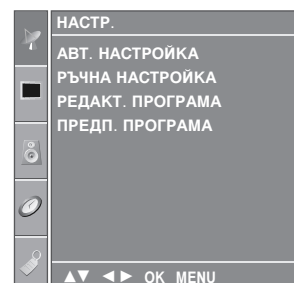 НАСТР.
АВТ. НАСТРОЙКА
РЪЧНА НАСТРОЙКА
РЕДАКТ. ПРОГРАМА
ПРЕДП. ПРОГРАМА
▲▼ ◄► OK MENU